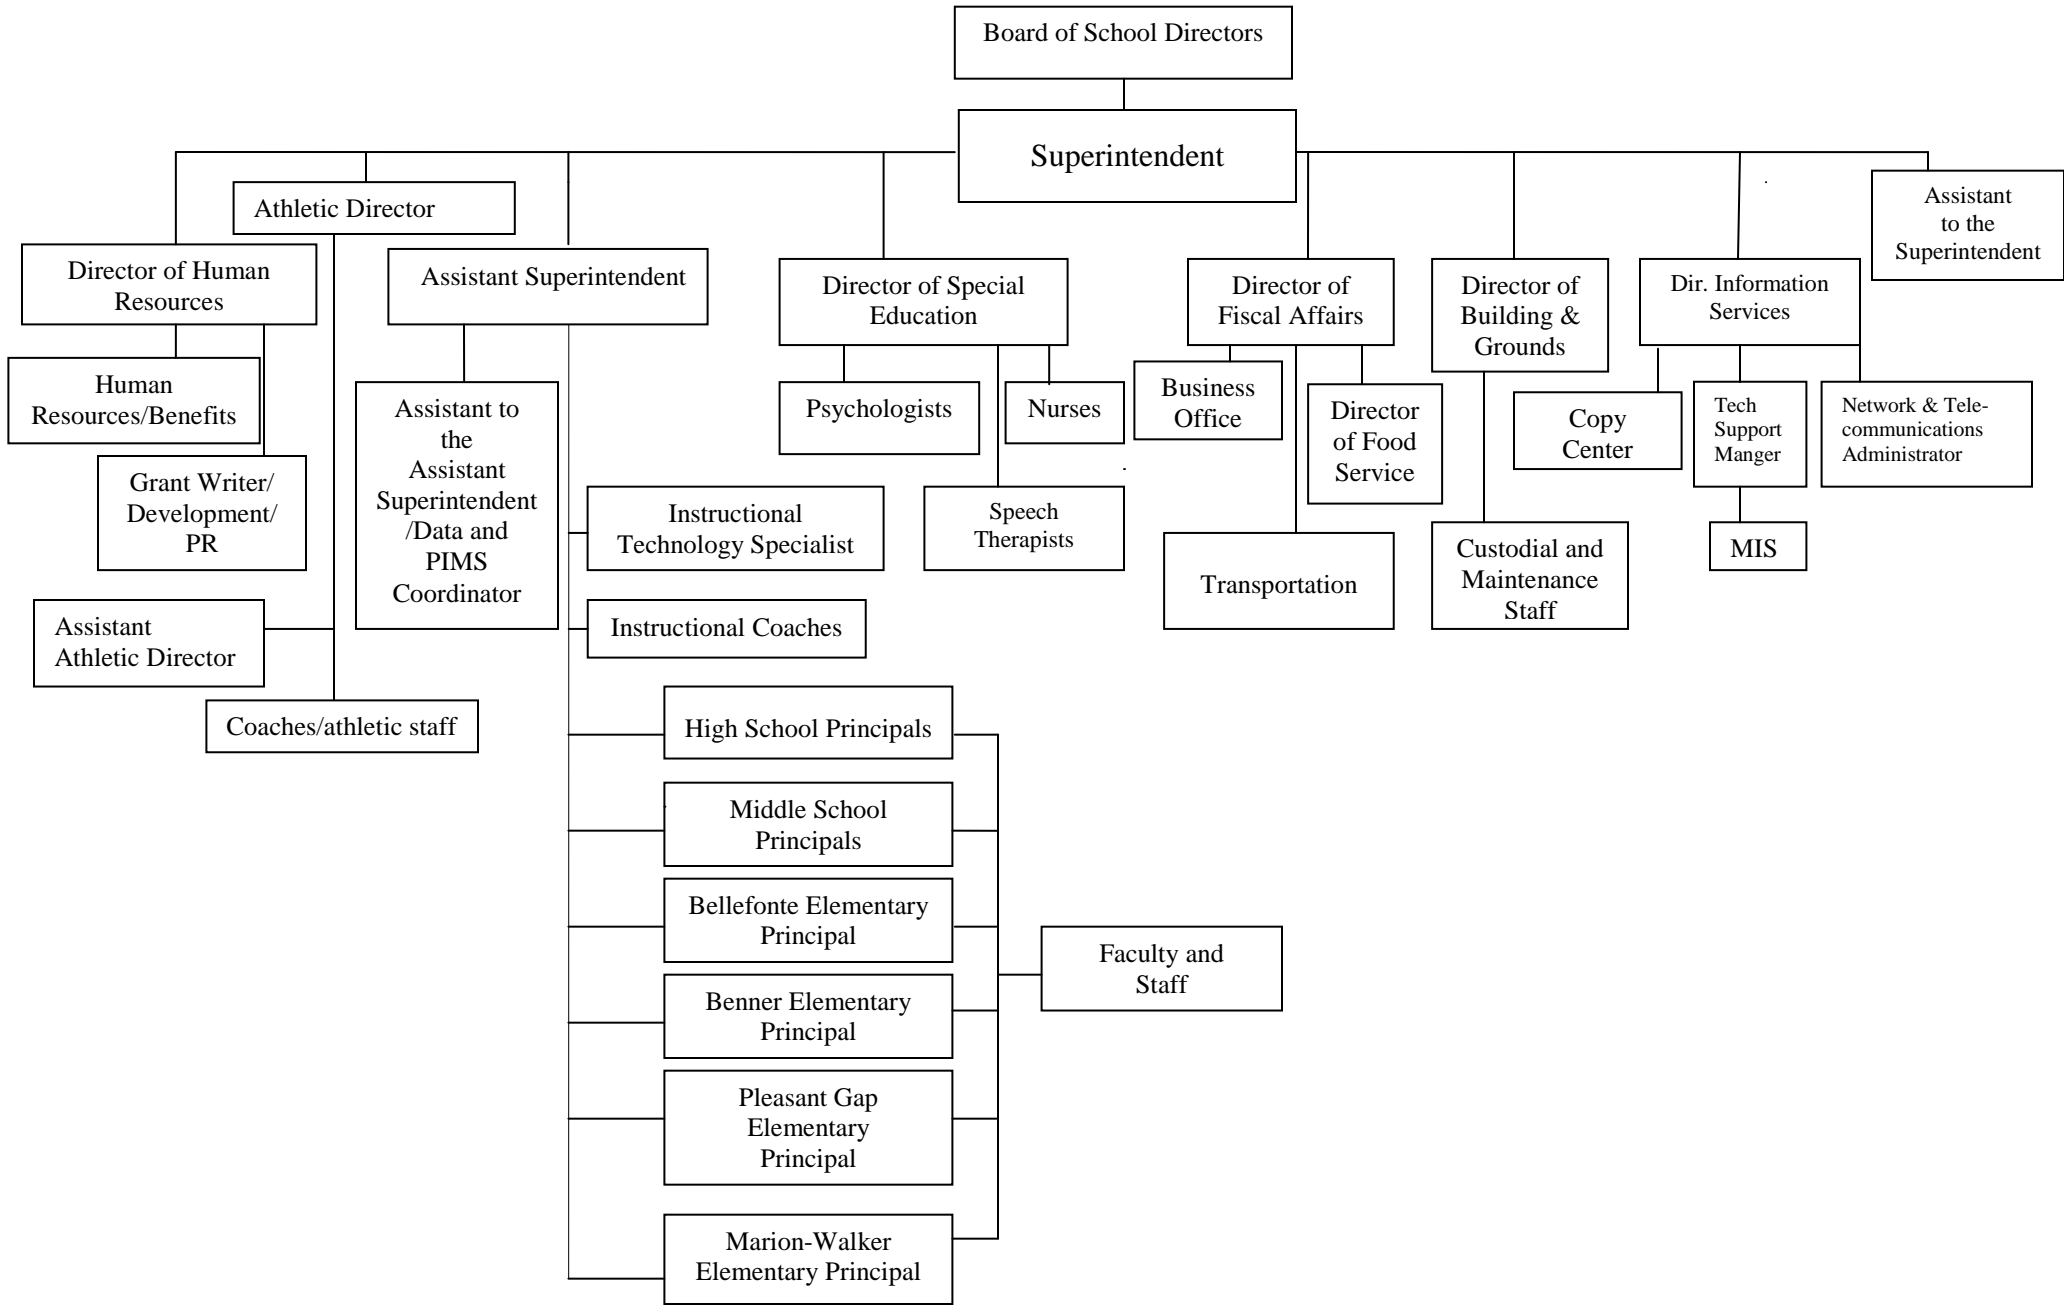 Board of School Directors
Superintendent
Athletic Director
Assistant
to the
Superintendent
Director of Human
Resources
Assistant Superintendent
Director of Special
Education
Director of
Fiscal Affairs
Director of
Building &
Grounds
Dir. Information
Services
Human
Resources/Benefits
Grant Writer/
Development/
PR
Assistant to
the
Assistant
Superintendent
/Data and
PIMS
Coordinator
Psychologists
Nurses
Speech
Therapists
Business
Office
Director
of Food
Service
Transportation
Custodial and
Maintenance
Staff
Copy
Center
Tech
Support
Manger
Network & Tele-
communications
Administrator
MIS
Instructional
Technology Specialist
Instructional Coaches
Assistant
Athletic Director
Coaches/athletic staff
High School Principals
Middle School
Principals
Bellefonte Elementary
Principal
Benner Elementary
Principal
Pleasant Gap
Elementary
Principal
Marion-Walker
Elementary Principal
Faculty and
Staff